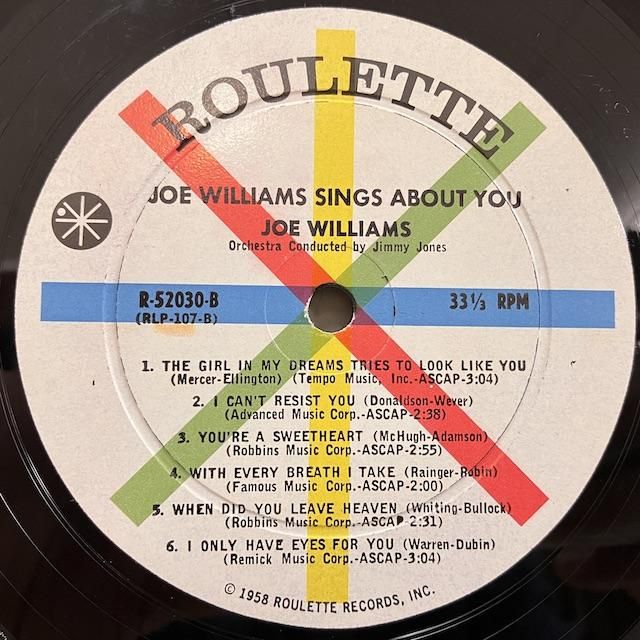 ROULETTE
JOE WILLIAMS SINGS ABOUT YOU
JOE WILLIAMS
Orchestra Conducted by Jimmy Jones
R-52030-B
(RLP-107-B)
33⅓ RPM
1. THE GIRL IN MY DREAMS TRIES TO LOOK LIKE YOU
(Mercer-Ellington) (Tempo Music, Inc.-ASCAP-3:04)
2. I CAN'T RESIST YOU (Donaldson-Wever)
(Advanced Music Corp.-ASCAP-2:38)
3. YOU'RE A SWEETHEART (McHugh-Adamson)
(Robbins Music Corp.-ASCAP-2:55)
4. WITH EVERY BREATH I TAKE (Rainger-Robin)
(Famous Music Corp.-ASCAP-2:00)
5. WHEN DID YOU LEAVE HEAVEN (Whiting-Bullock)
(Robbins Music Corp.-ASCAP 2:31)
6. I ONLY HAVE EYES FOR YOU (Warren-Dubin)
(Remick Music Corp.-ASCAP-3:04)
© 1958 ROULETTE RECORDS, INC.